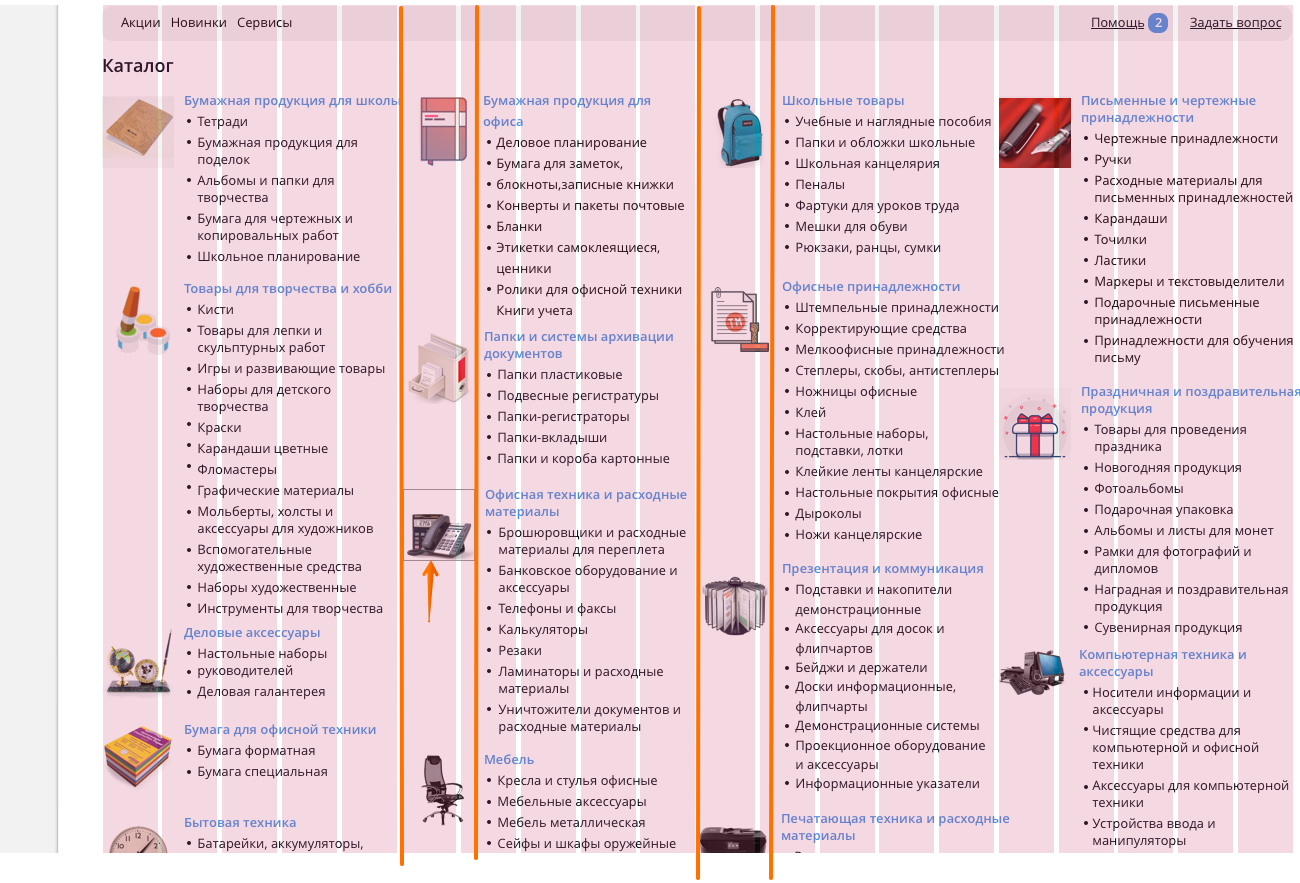 Акции Новинки Сервисы
Помощь 2 Задать вопрос
Каталог
Бумажная продукция для школы
Тетради
Бумажная продукция для
поделок
Альбомы и папки для
творчества
Бумага для чертежных и
копировальных работ
Школьное планирование
Товары для творчества и хобби
Кисти
Товары для лепки и
скульптурных работ
Игры и развивающие товары
Наборы для детского
творчества
Краски
Карандаши цветные
Фломастеры
Графические материалы
Мольберты, холсты и
аксессуары для художников
Вспомогательные
художественные средства
Наборы художественные
Инструменты для творчества
Деловые аксессуары
Настольные наборы
руководителей
Деловая галантерея
Бумага для офисной техники
Бумага форматная
Бумага специальная
Бытовая техника
Батарейки, аккумуляторы,
Бумажная продукция для
офиса
Деловое планирование
Бумага для заметок,
блокноты,записные книжки
Конверты и пакеты почтовые
Бланки
Этикетки самоклеящиеся,
ценники
Ролики для офисной техники
Книги учета
Папки и системы архивации
документов
Папки пластиковые
Подвесные регистратуры
Папки-регистраторы
Папки-вкладыши
Папки и короба картонные
Офисная техника и расходные
материалы
Брошюровщики и расходные
материалы для переплета
Банковское оборудование и
аксессуары
Телефоны и факсы
Калькуляторы
Резаки
Ламинаторы и расходные
материалы
Уничтожители документов и
расходные материалы
Мебель
Кресла и стулья офисные
Мебельные аксессуары
Мебель металлическая
Сейфы и шкафы оружейные
Школьные товары
Учебные и наглядные пособия
Папки и обложки школьные
Школьная канцелярия
Пеналы
Фартуки для уроков труда
Мешки для обуви
Рюкзаки, ранцы, сумки
Офисные принадлежности
Штемпельные принадлежности
Корректирующие средства
Мелкоофисные принадлежности
Степлеры, скобы, антистеплеры
Ножницы офисные
Клей
Настольные наборы,
подставки, лотки
Клейкие ленты канцелярские
Настольные покрытия офисные
Дыроколы
Ножи канцелярские
Презентация и коммуникация
Подставки и накопители
демонстрационные
Аксессуары для досок и
флипчартов
Бейджи и держатели
Доски информационные,
флипчарты
Демонстрационные системы
Проекционное оборудование
и аксессуары
Информационные указатели
Печатающая техника и расходные
материалы
Письменные и чертежные
принадлежности
Чертежные принадлежности
Ручки
Расходные материалы для
письменных принадлежностей
Карандаши
Точилки
Ластики
Маркеры и текстовыделители
Подарочные письменные
принадлежности
Принадлежности для обучения
письму
Праздничная и поздравительная
продукция
Товары для проведения
праздника
Новогодняя продукция
Фотоальбомы
Подарочная упаковка
Альбомы и листы для монет
Рамки для фотографий и
дипломов
Наградная и поздравительная
продукция
Сувенирная продукция
Компьютерная техника и
аксессуары
Носители информации и
аксессуары
Чистящие средства для
компьютерной и офисной
техники
Аксессуары для компьютерной
техники
Устройства ввода и
манипуляторы